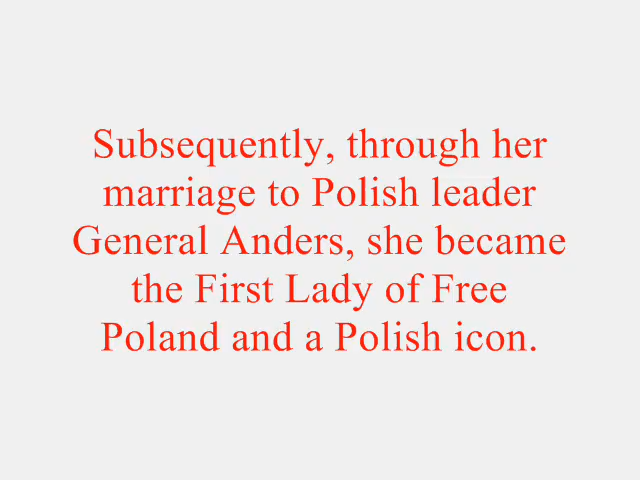 Subsequently, through her
marriage to Polish leader
General Anders, she became
the First Lady of Free
Poland and a Polish icon.